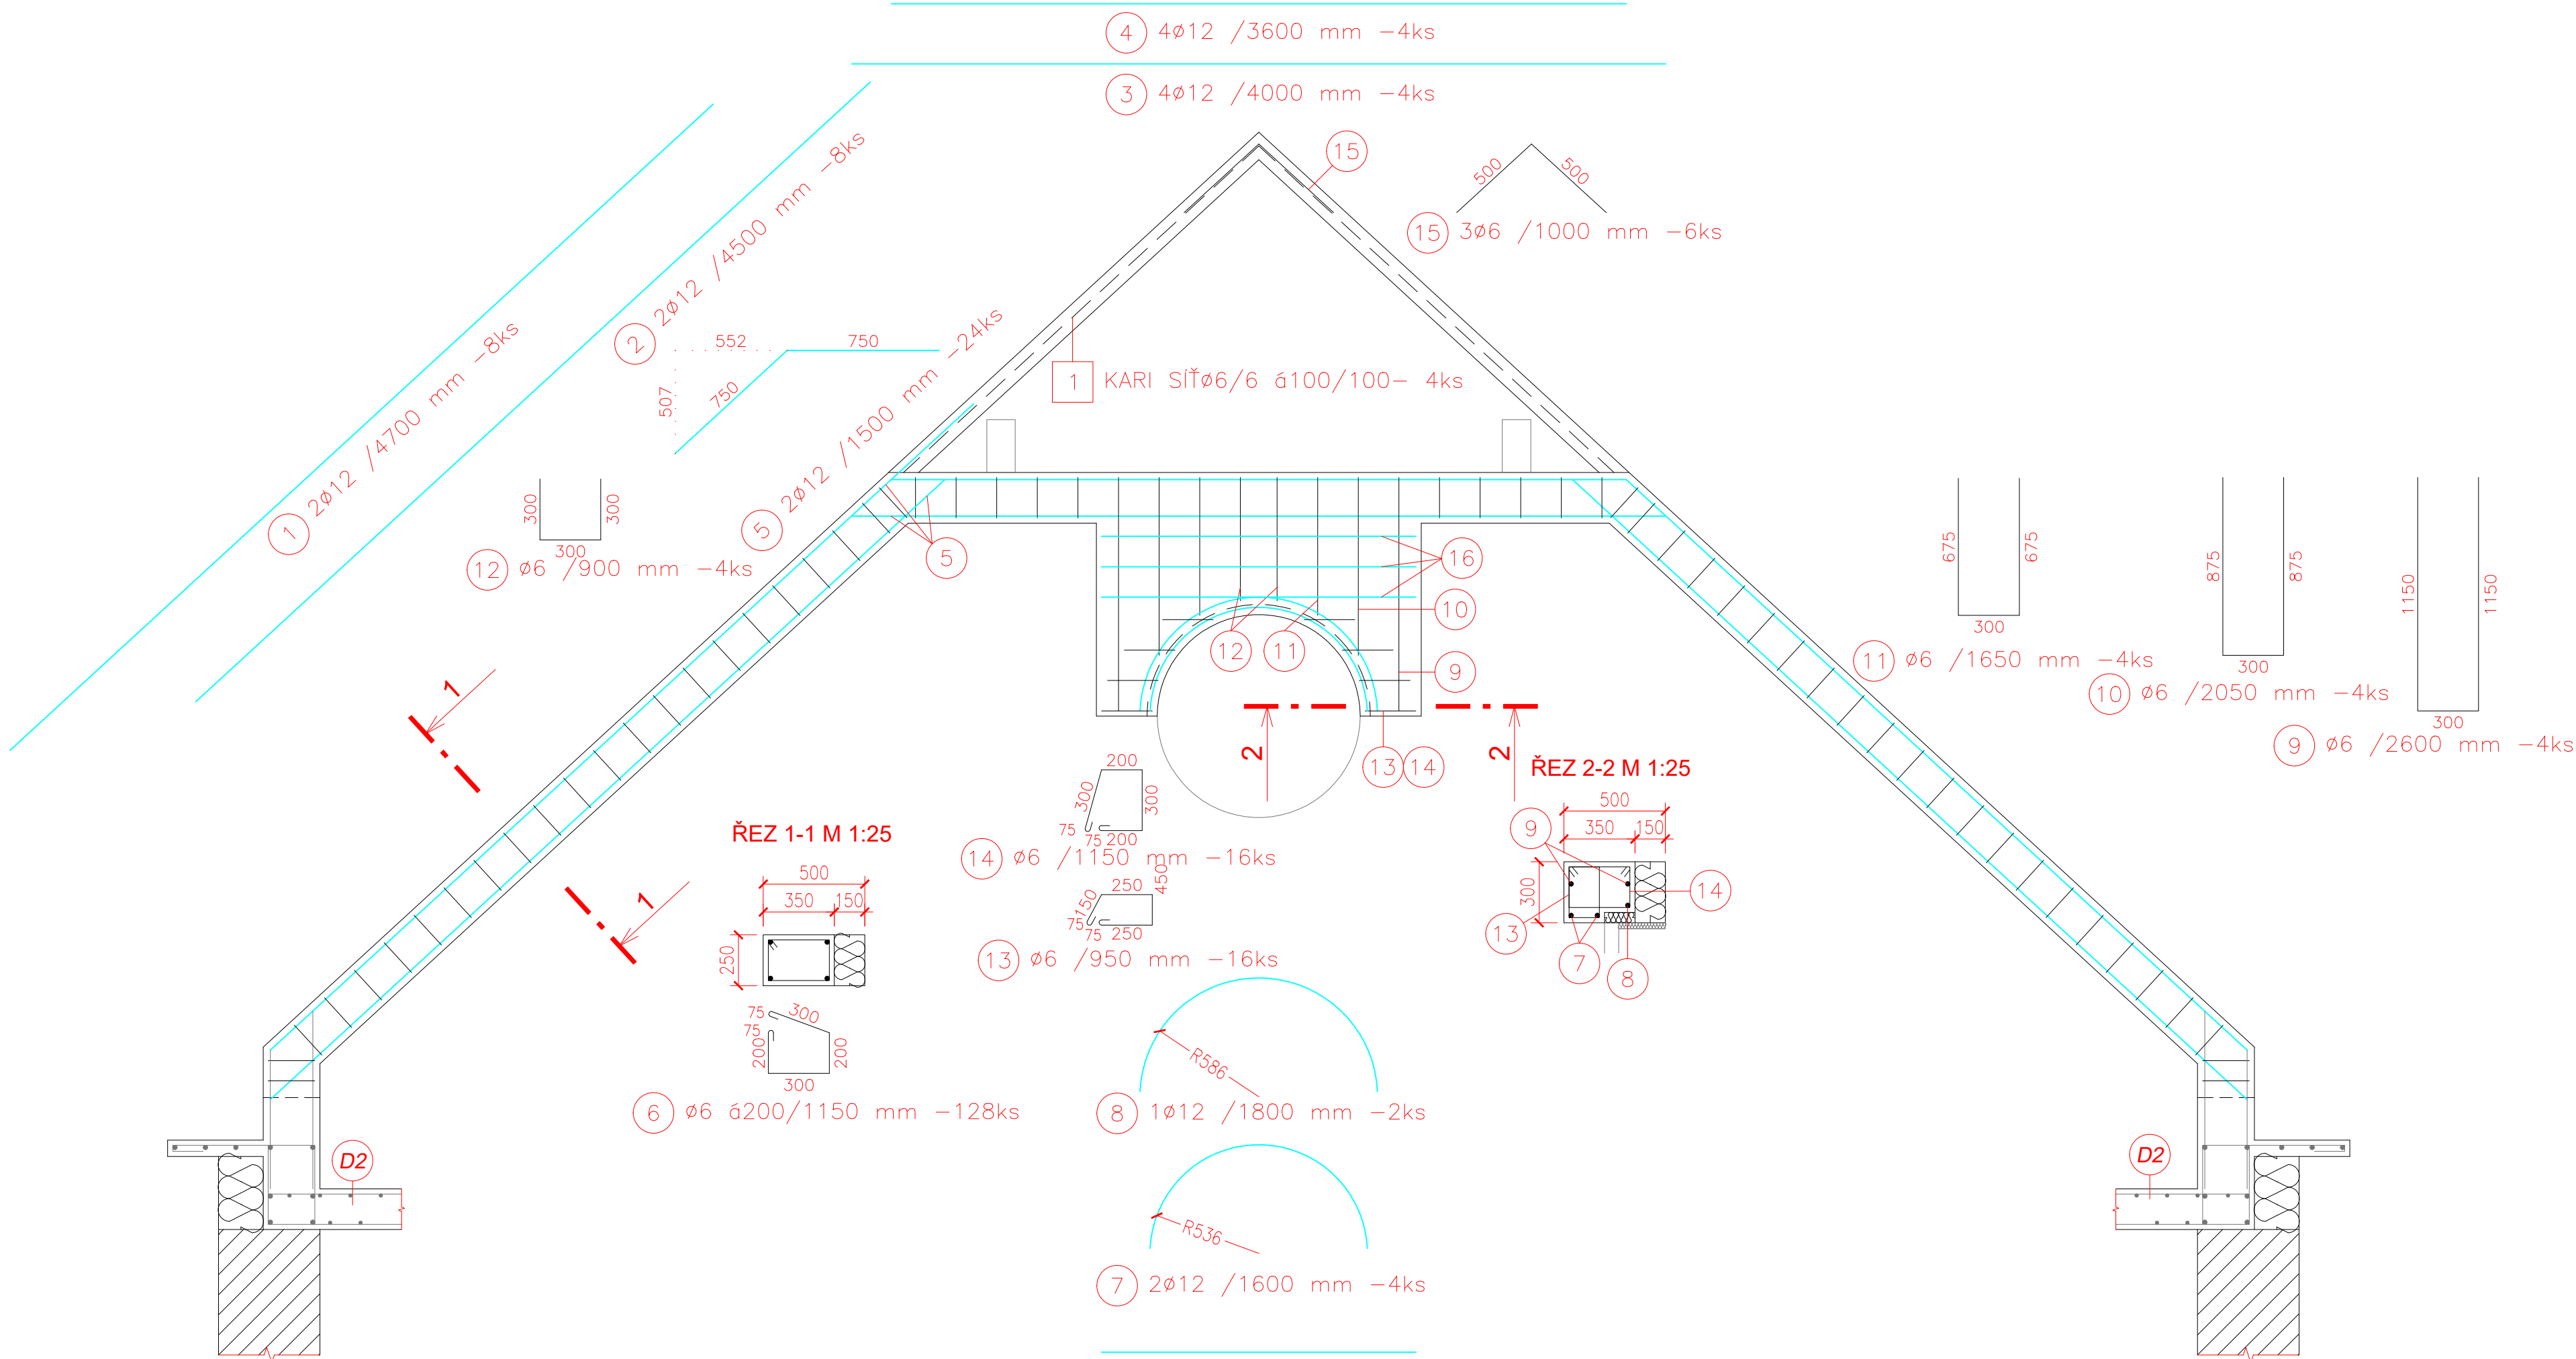 4 4ø12 /3600 mm -4ks
3 4ø12 /4000 mm -4ks
1 2ø12 /4700 mm -8ks
2 2ø12 /4500 mm -8ks
15
500 500
15 3ø6 /1000 mm -6ks
552 750
507 750
5 2ø12 /1500 mm -24ks
1 KARI SÍŤø6/6 á100/100- 4ks
300 300
300
12 ø6 /900 mm -4ks
5
16
10
12 11
9
675 675
300
11 ø6 /1650 mm -4ks
875 875
300
10 ø6 /2050 mm -4ks
1150 1150
300
9 ø6 /2600 mm -4ks
1
1
2 2
13 14
200
300 300
75
75 200
14 ø6 /1150 mm -16ks
250 450
150
75
75 250
13 ø6 /950 mm -16ks
ŘEZ 2-2 M 1:25
500
350 150
300
9
14
13
7
8
ŘEZ 1-1 M 1:25
500
350 150
250
75 300
75
200 200
300
6 ø6 á200/1150 mm -128ks
R586
8 1ø12 /1800 mm -2ks
R536
7 2ø12 /1600 mm -4ks
D2
D2